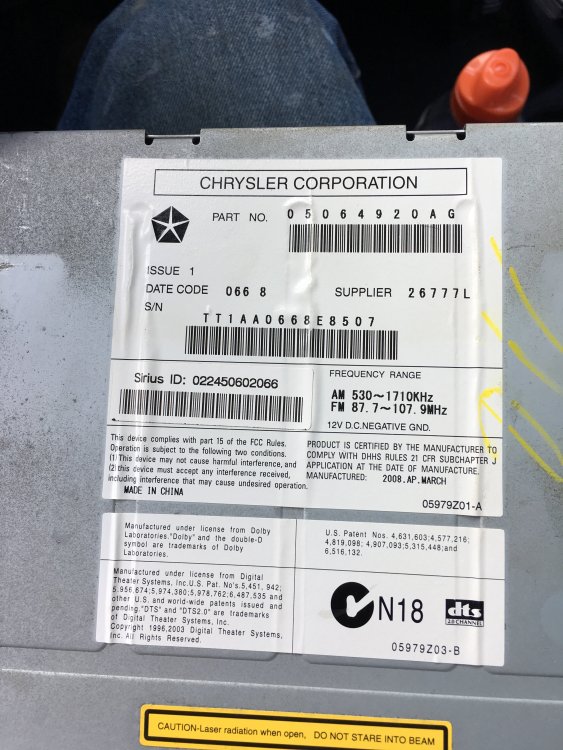 CHRYSLER CORPORATION
PART NO. 05064920AG
ISSUE 1
DATE CODE 066 8 SUPPLIER 26777L
S/N
TT1AA0668E8507
Sirius ID: 022450602066
FREQUENCY RANGE
AM 530~1710KHz
FM 87.7~107.9MHz
12V D.C.NEGATIVE GND.
This device complies with part 15 of the FCC Rules.
Operation is subject to the following two conditions.
(1) This device may not cause harmful interference, and
(2) this device must accept any interference received,
including interference that may cause undesired operation.
MADE IN CHINA
PRODUCT IS CERTIFIED BY THE MANUFACTURER TO
COMPLY WITH DHHS RULES 21 CFR SUBCHAPTER J
APPLICATION AT THE DATE OF MANUFACTURE.
MANUFACTURED: 2008.AP.MARCH
05979Z01-A
Manufactured under license from Dolby
Laboratories."Dolby" and the double-D
symbol are trademarks of Dolby
Laboratories.
Manufactured under license from Digital
Theater Systems, Inc.U.S. Pat. No's.5,451, 942;
5,956,674;5,974,380;5,978,762;6,487,535 and
other U.S. and world-wide patents issued and
pending."DTS" and "DTS2.0" are trademarks
of Digital Theater Systems, Inc.
Copyright 1996,2003 Digital Theater Systems,
Inc. All Rights Reserved.
U.S. Patent Nos. 4,631,603;4,577,216;
4,819,098; 4,907,093;5,315,448;and
6,516,132.
N18
dts
2.0 CHANNEL
05979Z03-B
CAUTION-Laser radiation when open, DO NOT STARE INTO BEAM